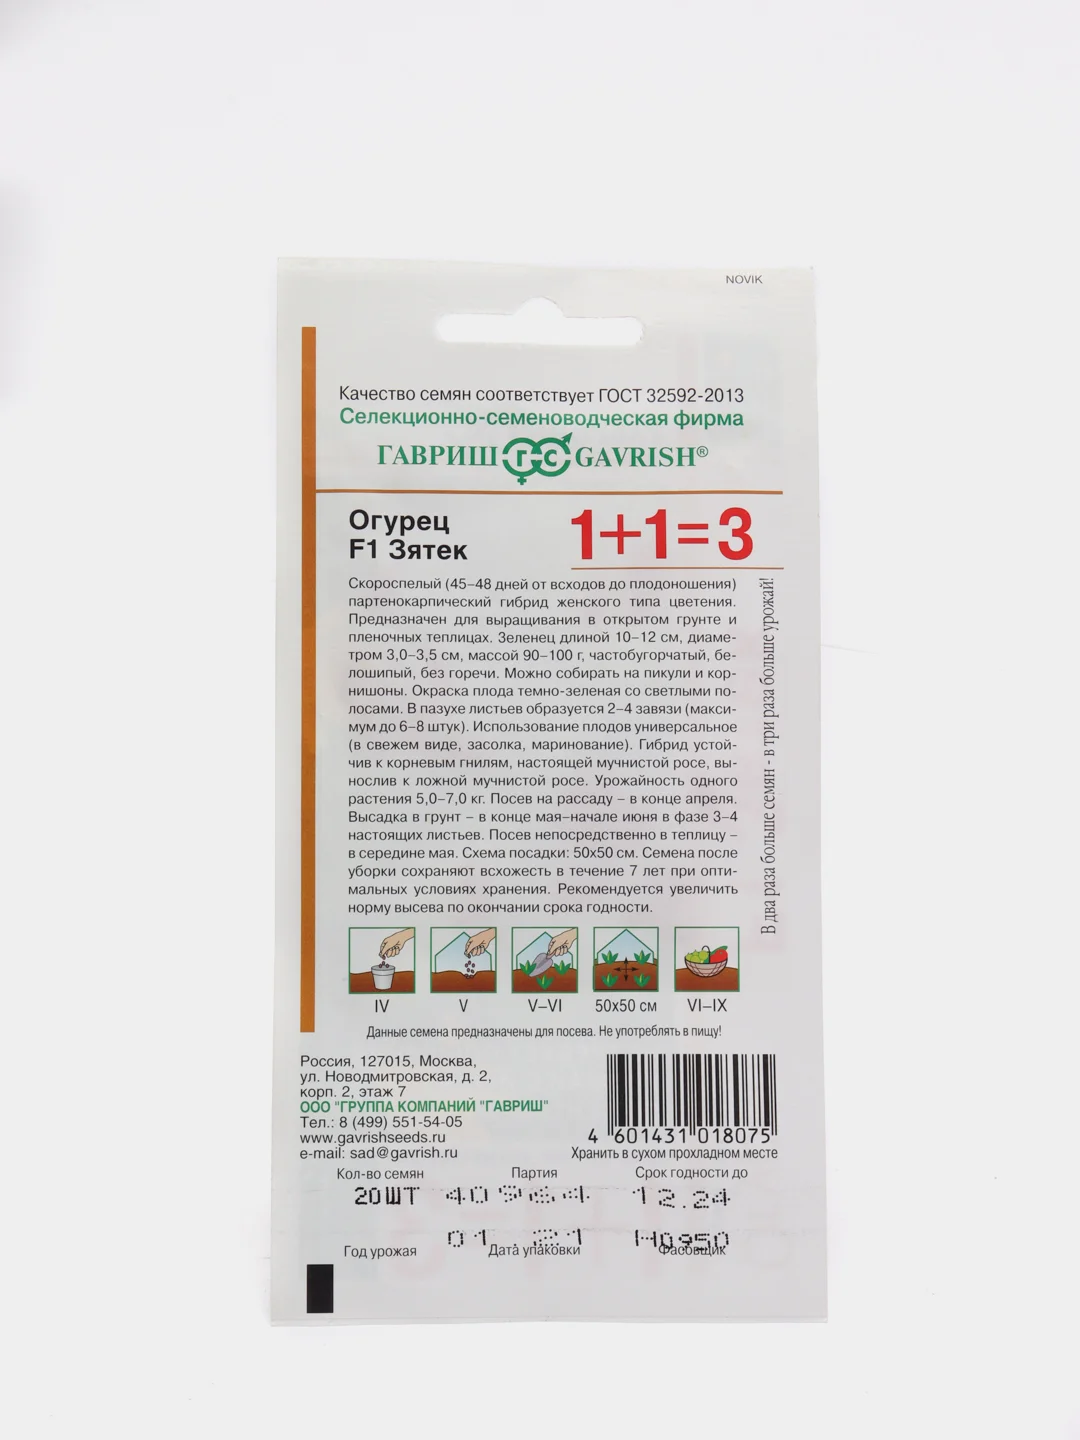 NOVIK
Качество семян соответствует ГОСТ 32592-2013
Селекционно-семеноводческая фирма
ГАВРИШ ГС GAVRISH®
Огурец
F1 Зятек
1+1=3
Скороспелый (45–48 дней от всходов до плодоношения)
партенокарпический гибрид женского типа цветения.
Предназначен для выращивания в открытом грунте и
пленочных теплицах. Зеленец длиной 10–12 см, диаме-
тром 3,0–3,5 см, массой 90–100 г, частобугорчатый, бе-
лошипый, без горечи. Можно собирать на пикули и кор-
нишоны. Окраска плода темно-зеленая со светлыми по-
лосами. В пазухе листьев образуется 2–4 завязи (макси-
мум до 6–8 штук). Использование плодов универсальное
(в свежем виде, засолка, маринование). Гибрид устой-
чив к корневым гнилям, настоящей мучнистой росе, вы-
нослив к ложной мучнистой росе. Урожайность одного
растения 5,0–7,0 кг. Посев на рассаду – в конце апреля.
Высадка в грунт – в конце мая–начале июня в фазе 3–4
настоящих листьев. Посев непосредственно в теплицу –
в середине мая. Схема посадки: 50х50 см. Семена после
уборки сохраняют всхожесть в течение 7 лет при опти-
мальных условиях хранения. Рекомендуется увеличить
норму высева по окончании срока годности.
В два раза больше семян - в три раза больше урожай!
IV V V–VI 50х50 см VI–IX
Данные семена предназначены для посева. Не употреблять в пищу!
Россия, 127015, Москва,
ул. Новодмитровская, д. 2,
корп. 2, этаж 7
ООО "ГРУППА КОМПАНИЙ "ГАВРИШ"
Тел.: 8 (499) 551-54-05
www.gavrishseeds.ru
e-mail: sad@gavrish.ru
4 601431 018075
Хранить в сухом прохладном месте
Кол-во семян Партия Срок годности до
20ШТ 12.24
01 21 Н0950
Год урожая Дата упаковки Фасовщик